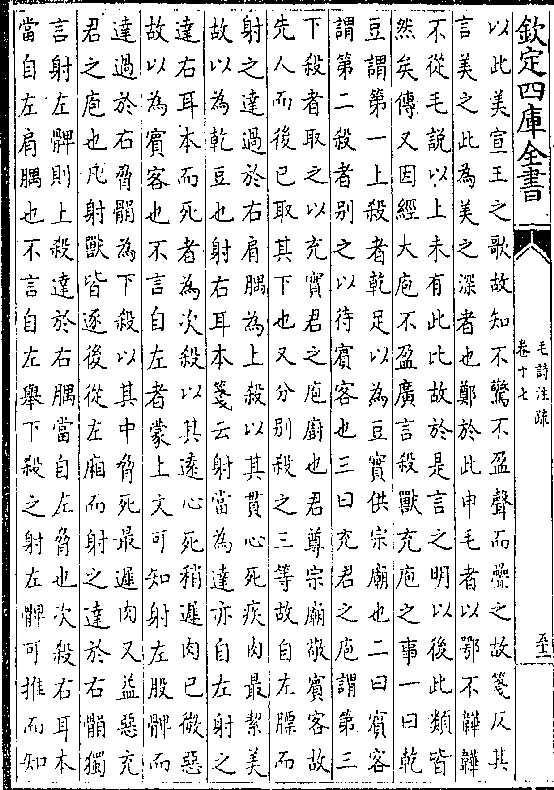 欽定四庫全書
毛詩注疏
卷十七
以此美宣王之歌故知不驚不盈聲而疊之故箋反其
言美之此為美之深者也鄭於此申毛者以鄂不韡韡
不從毛說以上未有此比故於是言之明以後此類皆
然矣傳又因經大庖不盈廣言殺獸充庖之事一曰乾
豆謂第一上殺者乾足以為豆實供宗廟也二曰賓客
謂第二殺者別之以待賓客也三曰充君之庖謂第三
下殺者取之以充實君之庖廚也君尊宗廟敬賓客故
先人而後已取其下也又分別殺之三等故自左膘而
射之達過於右肩腢為上殺以其貫心死疾肉最絜美
故以為乾豆也射右耳本箋云射當為達亦自左射之
達右耳本而死者為次殺以其遠心死稍遲肉已微惡
故以為賓客也不言自左者蒙上文可知射左股髀而
達過於右脅䯚為下殺以其中脅死最遲肉又益惡充
君之庖也凡射獸皆逐後從左廂而射之達於右䯚獨
言射左髀則上殺達於右腢當自左脅也次殺右耳本
當自左肩腢也不言自左舉下殺之射左髀可推而知